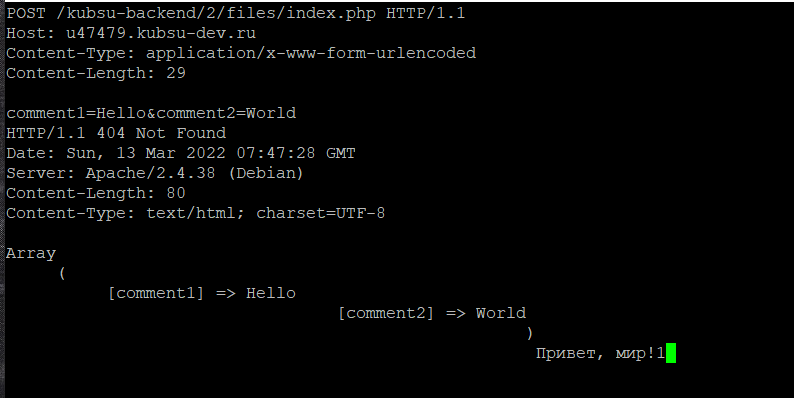 POST /kubsu-backend/2/files/index.php HTTP/1.1
Host: u47479.kubsu-dev.ru
Content-Type: application/x-www-form-urlencoded
Content-Length: 29

comment1=Hello&comment2=World
HTTP/1.1 404 Not Found
Date: Sun, 13 Mar 2022 07:47:28 GMT
Server: Apache/2.4.38 (Debian)
Content-Length: 80
Content-Type: text/html; charset=UTF-8

Array
(
[comment1] => Hello
[comment2] => World
)
Привет, мир!1